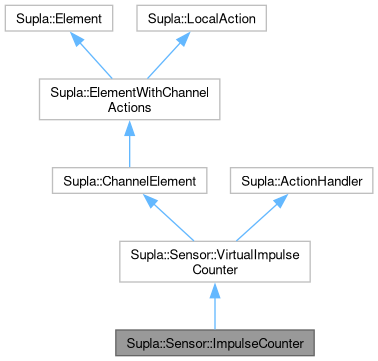 Supla::Element
Supla::LocalAction
Supla::ElementWithChannel
Actions
Supla::ChannelElement
Supla::ActionHandler
Supla::Sensor::VirtualImpulse
Counter
Supla::Sensor::ImpulseCounter